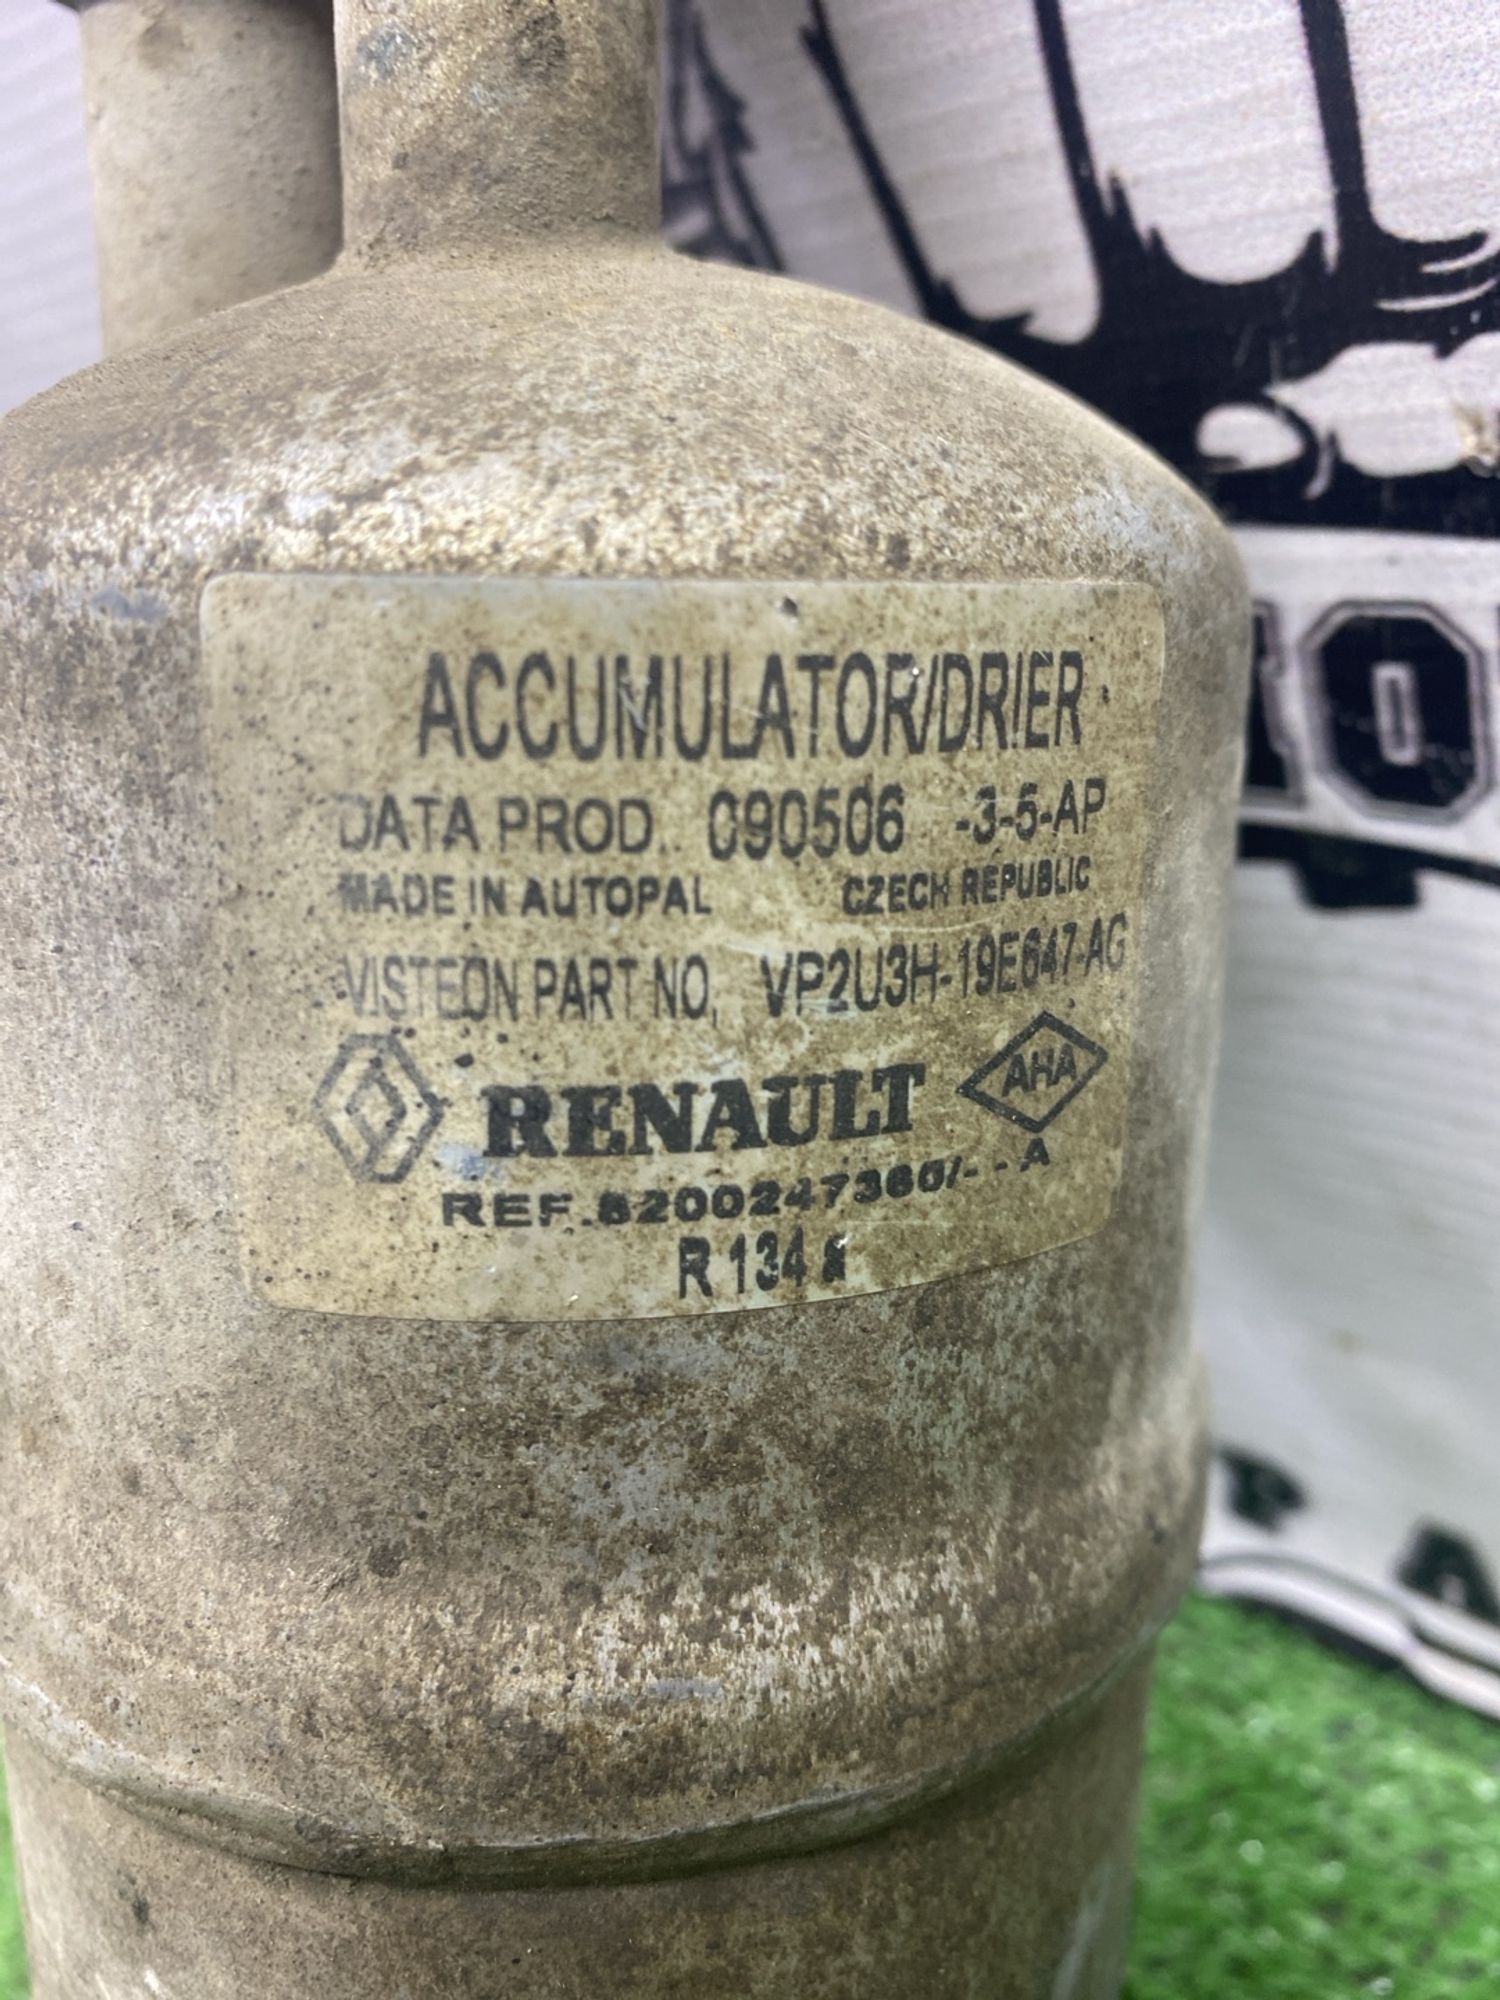 ACCUMULATOR/DRIER
DATA PROD. 090506 -3-5-AP
MADE IN AUTOPAL CZECH REPUBLIC
VISTEON PART NO, VP2U3H-19E647-AG
RENAULT AHA
REF.8200247360/- - A
R 134 a